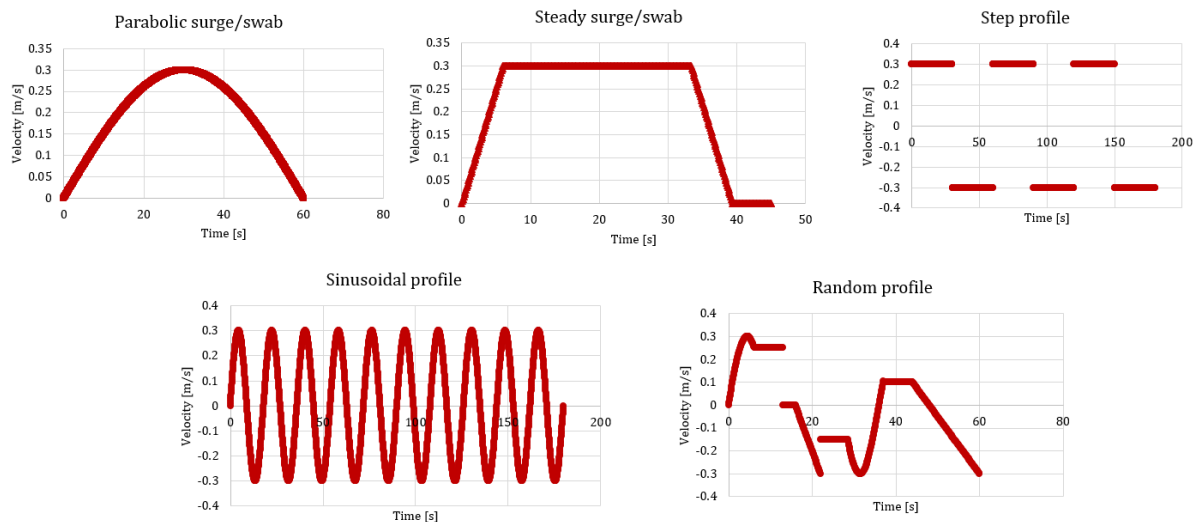 Parabolic surge/swab
0.35
0.3
0.25
0.2
0.15
0.1
0.05
0
Velocity [m/s]
0 20 40 60 80
Time [s]
Steady surge/swab
0.35
0.3
0.25
0.2
0.15
0.1
0.05
0
Velocity [m/s]
0 10 20 30 40 50
Time [s]
Step profile
0.4
0.3
0.2
0.1
0
-0.1
-0.2
-0.3
-0.4
Velocity [m/s]
0 50 100 150 200
Time [s]
Sinusoidal profile
0.4
0.3
0.2
0.1
0
-0.1
-0.2
-0.3
-0.4
Velocity [m/s]
0 50 100 150 200
Time [s]
Random profile
0.4
0.3
0.2
0.1
0
-0.1
-0.2
-0.3
-0.4
Velocity [m/s]
0 20 40 60 80
Time [s]